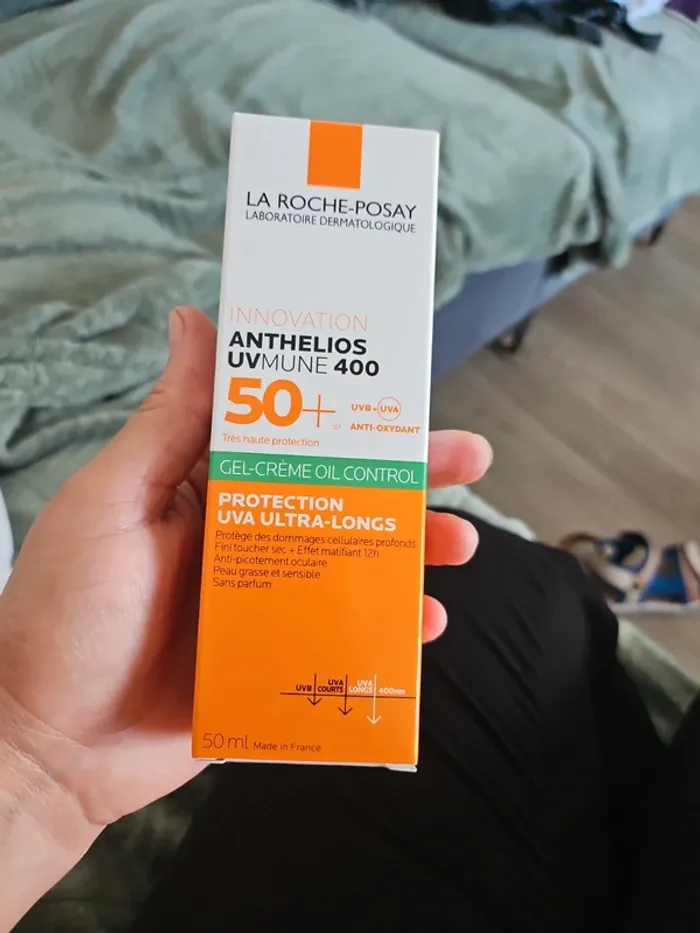 LA ROCHE-POSAY
LABORATOIRE DERMATOLOGIQUE
INNOVATION
ANTHELIOS
UVMUNE 400
50+
UVB+UVA
ANTI-OXYDANT
Très haute protection
GEL-CRÈME OIL CONTROL
PROTECTION
UVA ULTRA-LONGS
Protège des dommages cellulaires profonds
Fini toucher sec + Effet matifiant 12h
Anti-picotement oculaire
Peau grasse et sensible
Sans parfum
UVB UVA COURTS UVA LONGS 400nm
50 ml Made in France